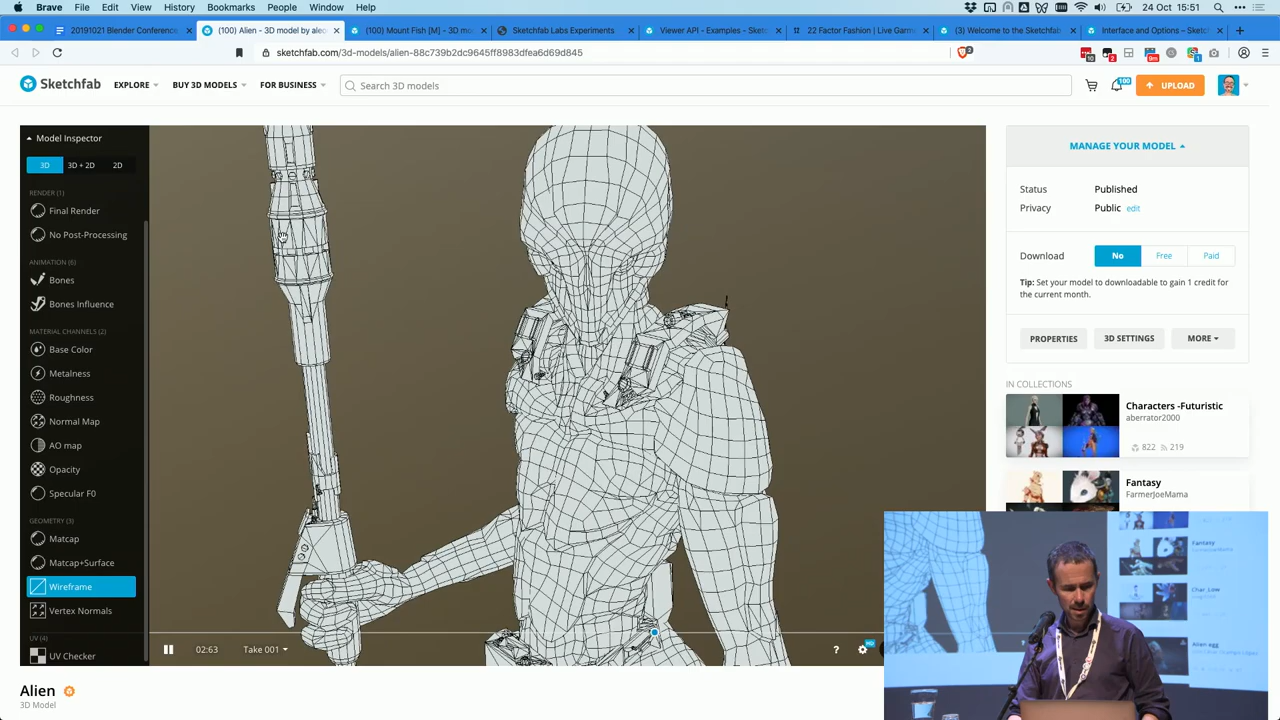 Brave File Edit View History Bookmarks People Window Help
24 Oct 15:51
20191021 Blender Conference
(100) Alien - 3D model by aleo
(100) Mount Fish [M] - 3D mod
Sketchfab Labs Experiments
Viewer API - Examples - Sketc
22 Factor Fashion | Live Garm
(3) Welcome to the Sketchfab
Interface and Options – Sketc
sketchfab.com/3d-models/alien-88c739b2dc9645ff8983dfea6d69d845
Sketchfab EXPLORE BUY 3D MODELS FOR BUSINESS Search 3D models 100 UPLOAD
Model Inspector
3D 3D + 2D 2D
RENDER (1)
Final Render
No Post-Processing
ANIMATION (6)
Bones
Bones Influence
MATERIAL CHANNELS (2)
Base Color
Metalness
Roughness
Normal Map
AO map
Opacity
Specular F0
GEOMETRY (3)
Matcap
Matcap+Surface
Wireframe
Vertex Normals
UV (4)
UV Checker
02:63 Take 001 ? HD
MANAGE YOUR MODEL
Status Published
Privacy Public edit
Download No Free Paid
Tip: Set your model to downloadable to gain 1 credit for
the current month.
PROPERTIES 3D SETTINGS MORE
IN COLLECTIONS
Characters -Futuristic
aberrator2000
822 219
Fantasy
FarmerJoeMama
Fantasy
Char_Low
Alien egg
Alien
3D Model